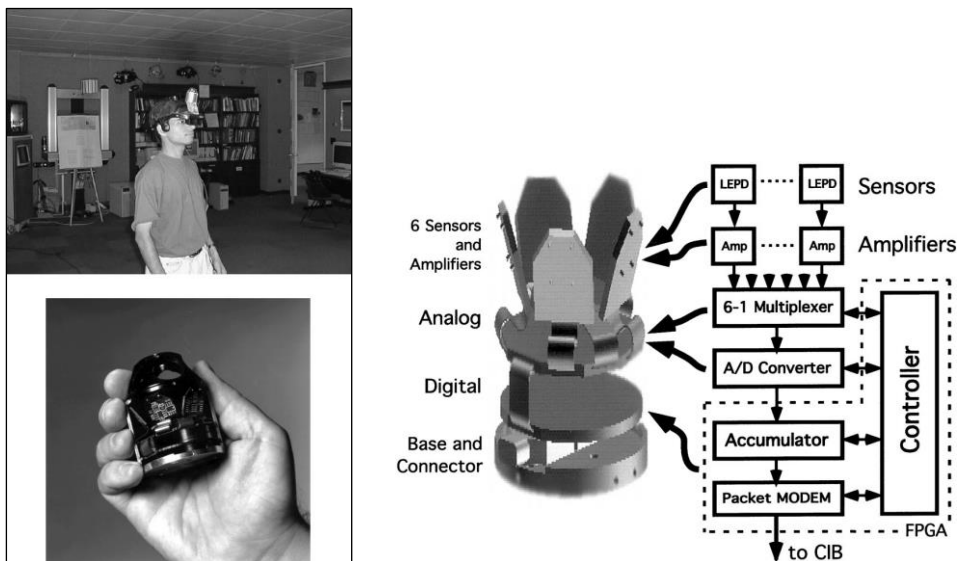 6 Sensors
and
Amplifiers
Analog
Digital
Base and
Connector
LEPD
LEPD
Sensors
Amp
Amp
Amplifiers
6-1 Multiplexer
A/D Converter
Accumulator
Packet MODEM
Controller
FPGA
to CIB